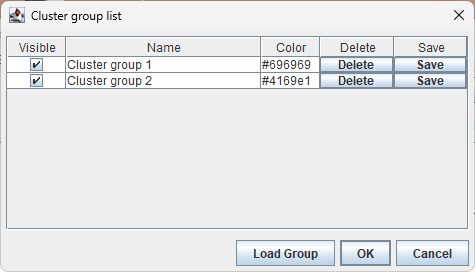 Cluster group list
Visible Name Color Delete Save
Cluster group 1 #696969 Delete Save
Cluster group 2 #4169e1 Delete Save
Load Group OK Cancel